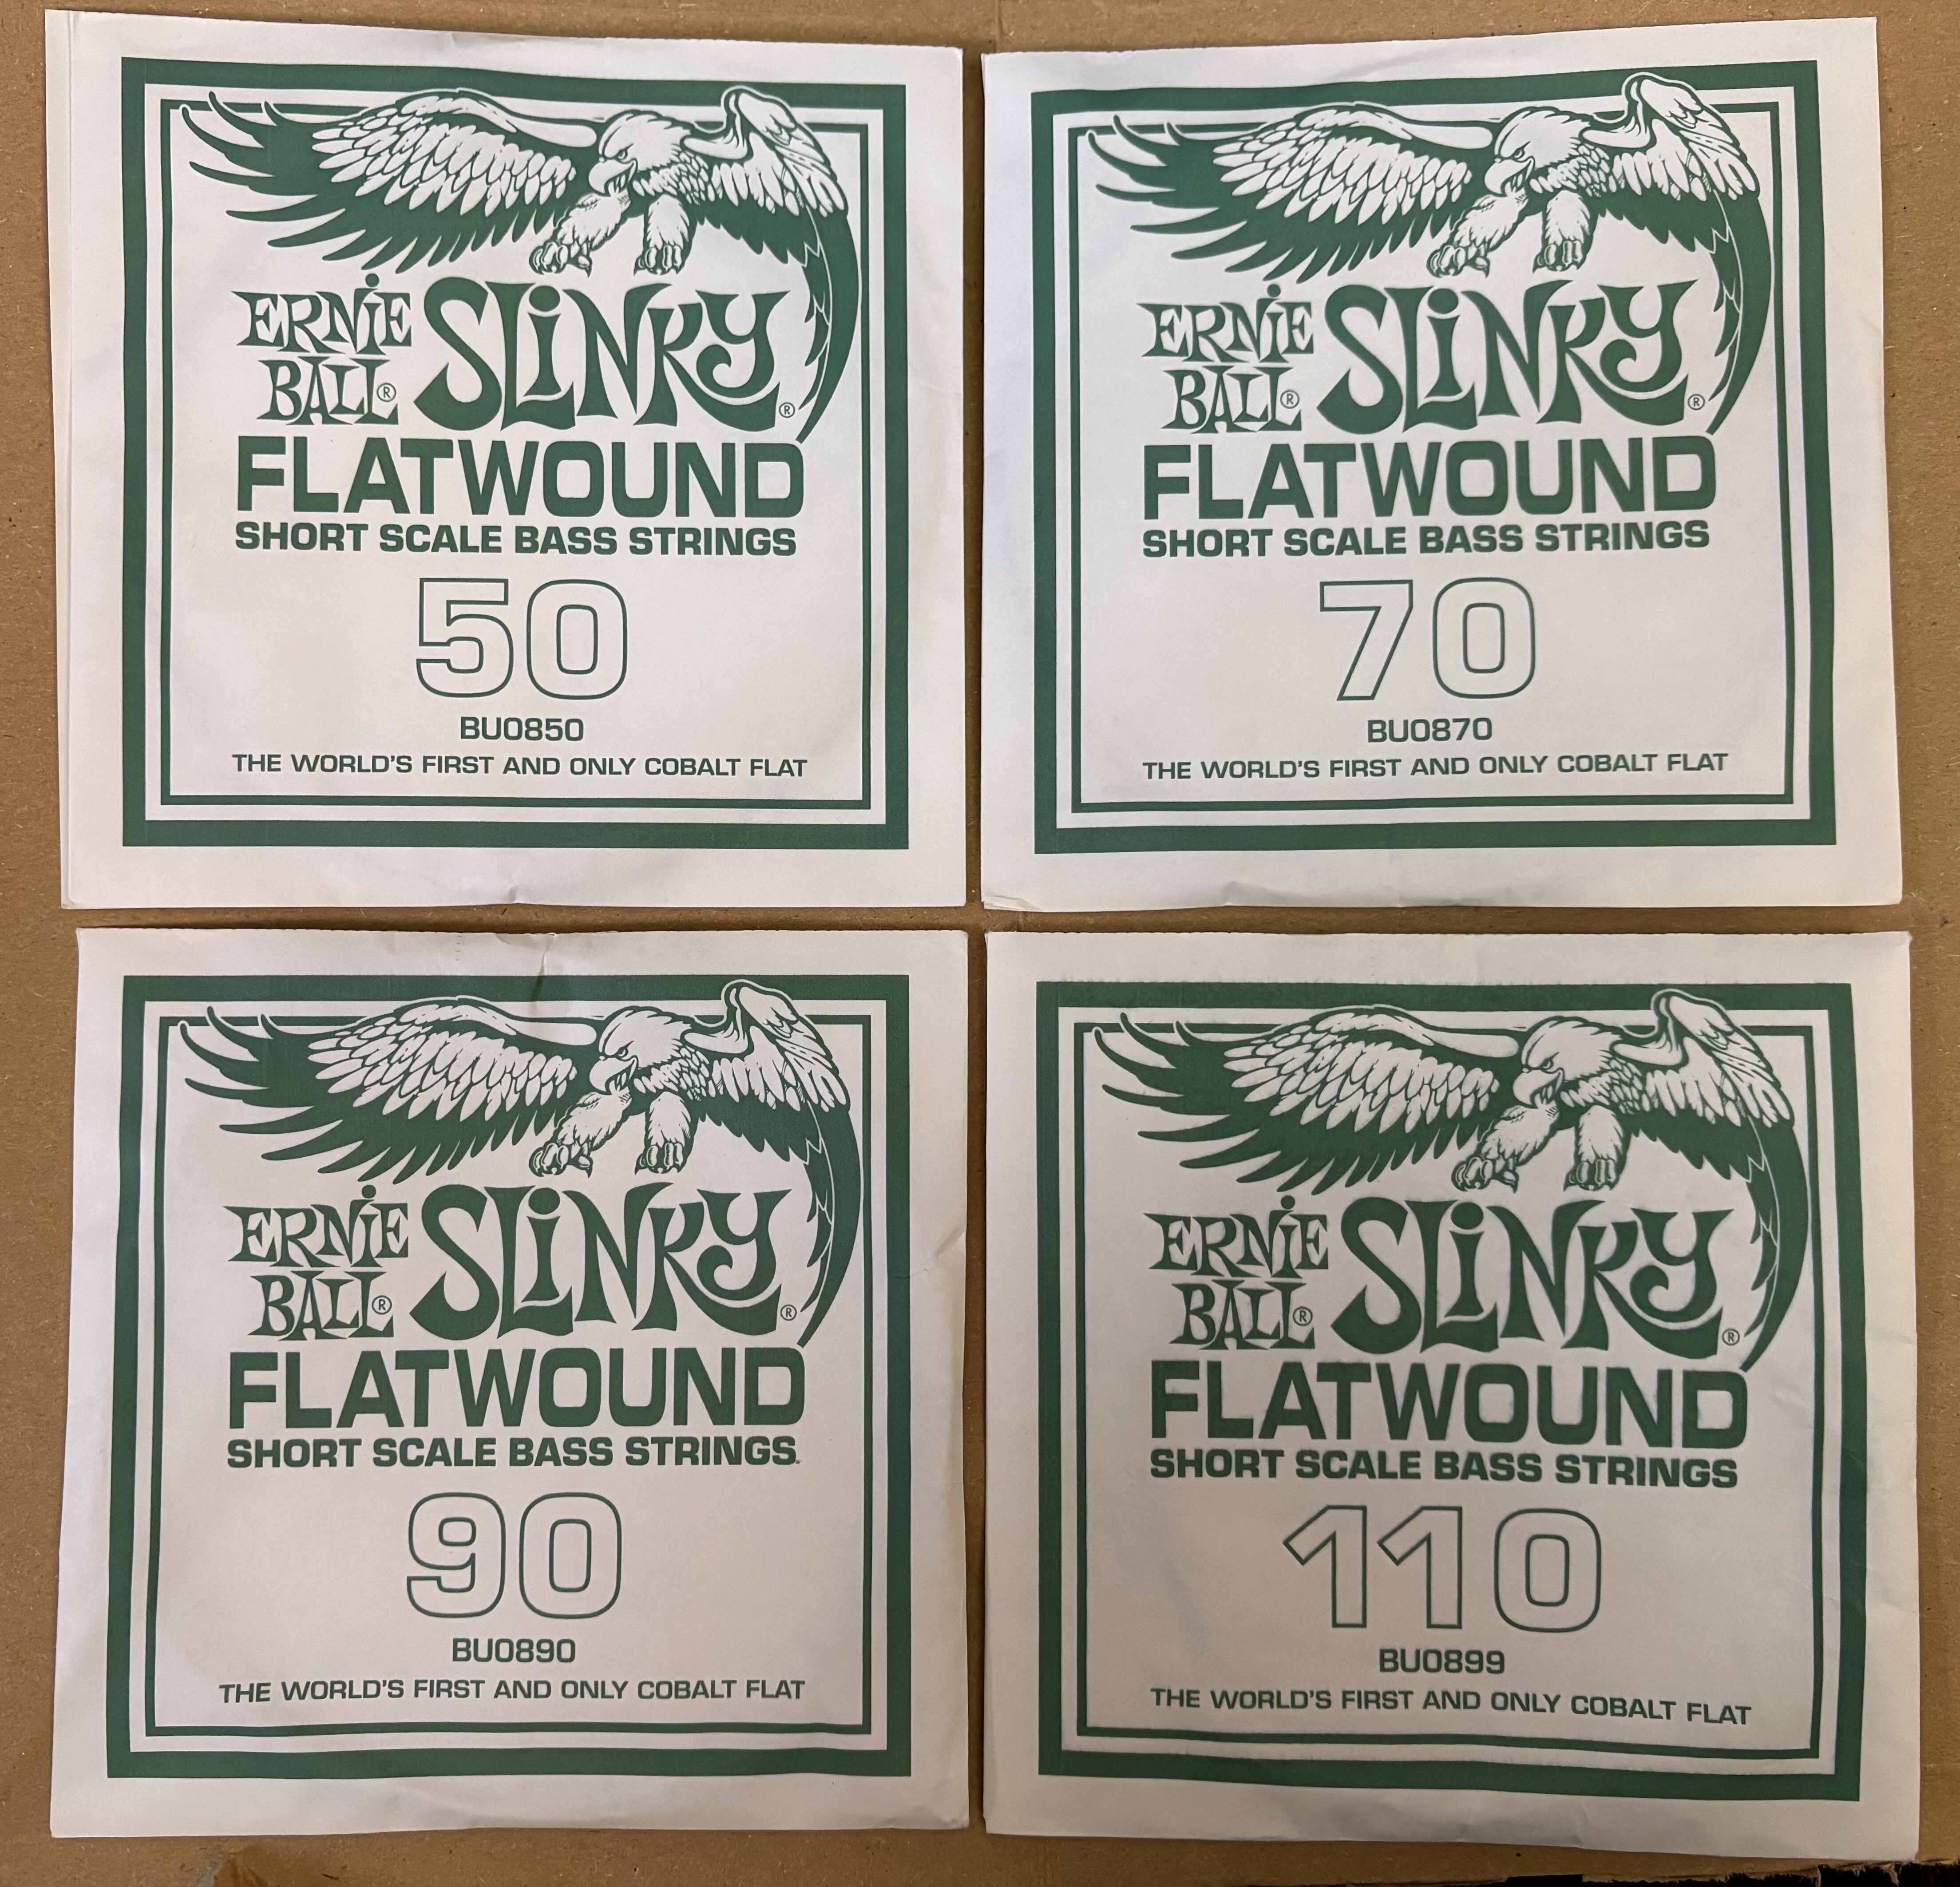 ERNIE BALL® SLINKY®
FLATWOUND
SHORT SCALE BASS STRINGS
50
BU0850
THE WORLD'S FIRST AND ONLY COBALT FLAT
ERNIE BALL® SLINKY®
FLATWOUND
SHORT SCALE BASS STRINGS
70
BU0870
THE WORLD'S FIRST AND ONLY COBALT FLAT
ERNIE BALL® SLINKY®
FLATWOUND
SHORT SCALE BASS STRINGS
90
BU0890
THE WORLD'S FIRST AND ONLY COBALT FLAT
ERNIE BALL® SLINKY®
FLATWOUND
SHORT SCALE BASS STRINGS
110
BU0899
THE WORLD'S FIRST AND ONLY COBALT FLAT